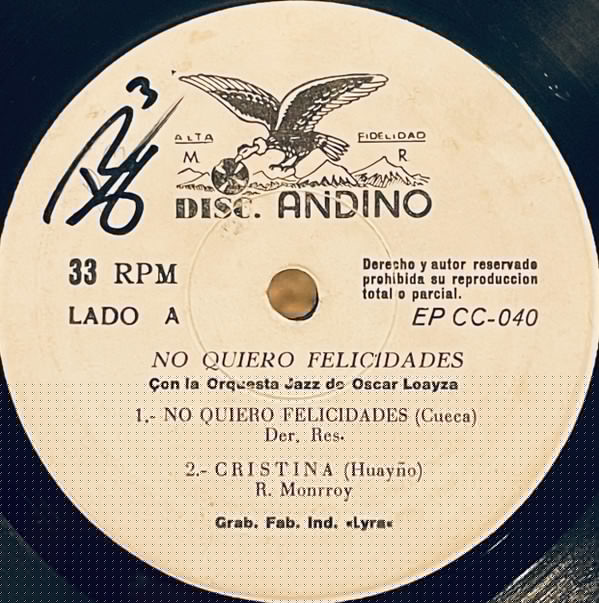 ALTA FIDELIDAD
M R
DISC. ANDINO
33 RPM
LADO A
Derecho y autor reservado
prohibida su reproduccion
total o parcial.
EP CC-040
NO QUIERO FELICIDADES
Con la Orquesta Jazz de Oscar Loayza
1.- NO QUIERO FELICIDADES (Cueca)
Der. Res.
2.- CRISTINA (Huayño)
R. Monrroy
Grab. Fab. Ind. «Lyra«